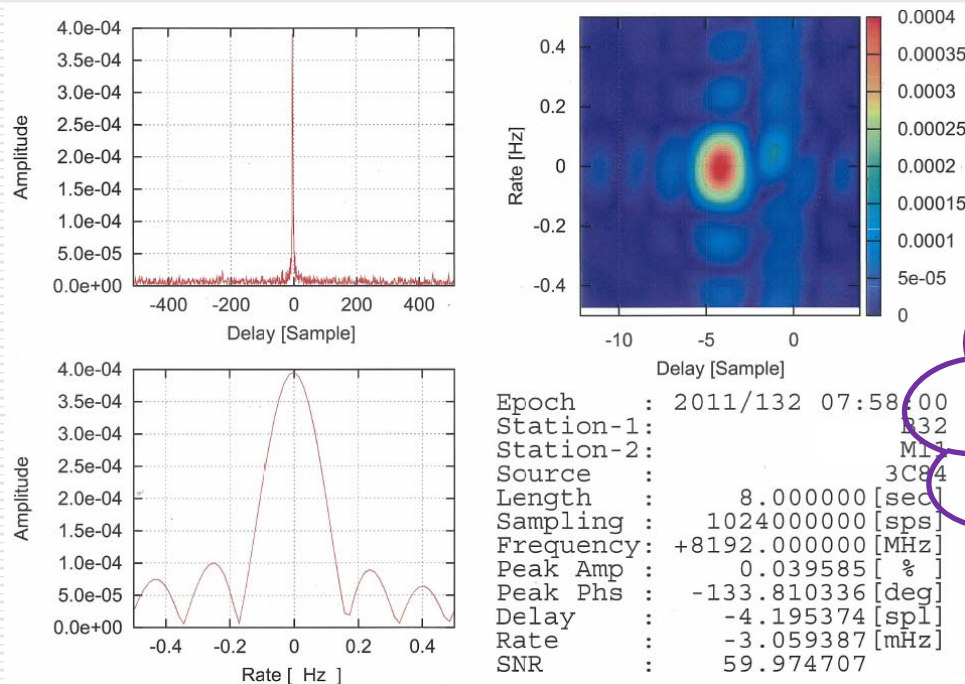 4.0e-04
3.5e-04
3.0e-04
2.5e-04
2.0e-04
1.5e-04
1.0e-04
5.0e-05
0.0e+00
Amplitude
-400 -200 0 200 400
Delay [Sample]
0.4
0.2
0
-0.2
-0.4
Rate [Hz]
-10 -5 0
Delay [Sample]
0.0004
0.00035
0.0003
0.00025
0.0002
0.00015
0.0001
5e-05
0
4.0e-04
3.5e-04
3.0e-04
2.5e-04
2.0e-04
1.5e-04
1.0e-04
5.0e-05
0.0e+00
Amplitude
-0.4 -0.2 0 0.2 0.4
Rate [ Hz ]
Epoch : 2011/132 07:58:00
Station-1: B32
Station-2: M11
Source : 3C84
Length : 8.000000[sec]
Sampling : 1024000000[sps]
Frequency: +8192.000000[MHz]
Peak Amp : 0.039585[ % ]
Peak Phs : -133.810336[deg]
Delay : -4.195374[spl]
Rate : -3.059387[mHz]
SNR : 59.974707